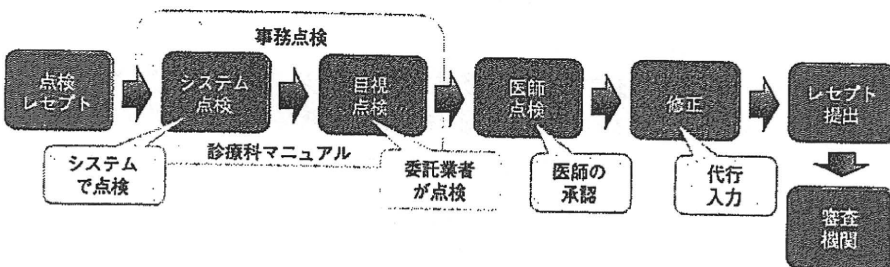 事務点検
点検
レセプト
システム
点検
目視
点検
医師
点検
修正
レセプト
提出
システム
で点検
診療科マニュアル
委託業者
が点検
医師の
承認
代行
入力
審査
機関